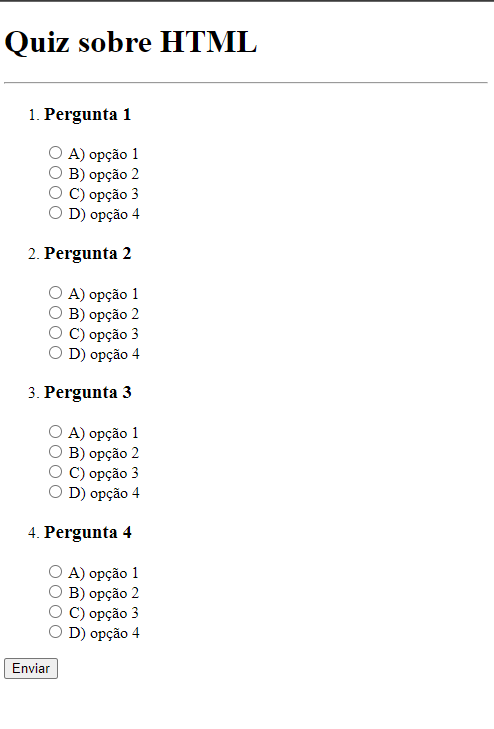 Quiz sobre HTML
1. Pergunta 1
A) opção 1
B) opção 2
C) opção 3
D) opção 4
2. Pergunta 2
A) opção 1
B) opção 2
C) opção 3
D) opção 4
3. Pergunta 3
A) opção 1
B) opção 2
C) opção 3
D) opção 4
4. Pergunta 4
A) opção 1
B) opção 2
C) opção 3
D) opção 4
Enviar